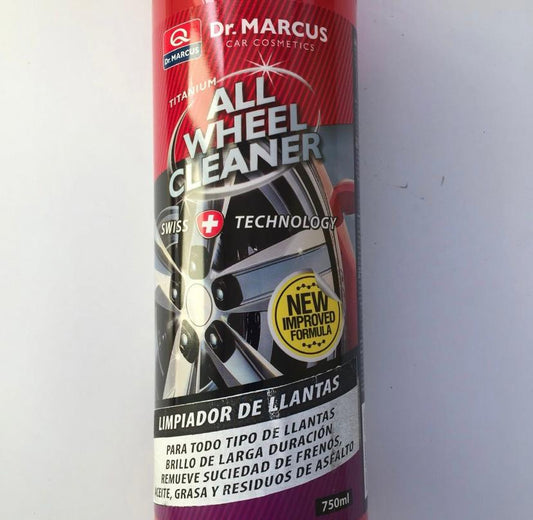 Dr. MARCUS
CAR COSMETICS
Q
Dr. MARCUS
TITANIUM
ALL
WHEEL
CLEANER
SWISS TECHNOLOGY
NEW
IMPROVED
FORMULA
LIMPIADOR DE LLANTAS
PARA TODO TIPO DE LLANTAS
BRILLO DE LARGA DURACIÓN
REMUEVE SUCIEDAD DE FRENOS,
ACEITE, GRASA Y RESIDUOS DE ASFALTO
750ml